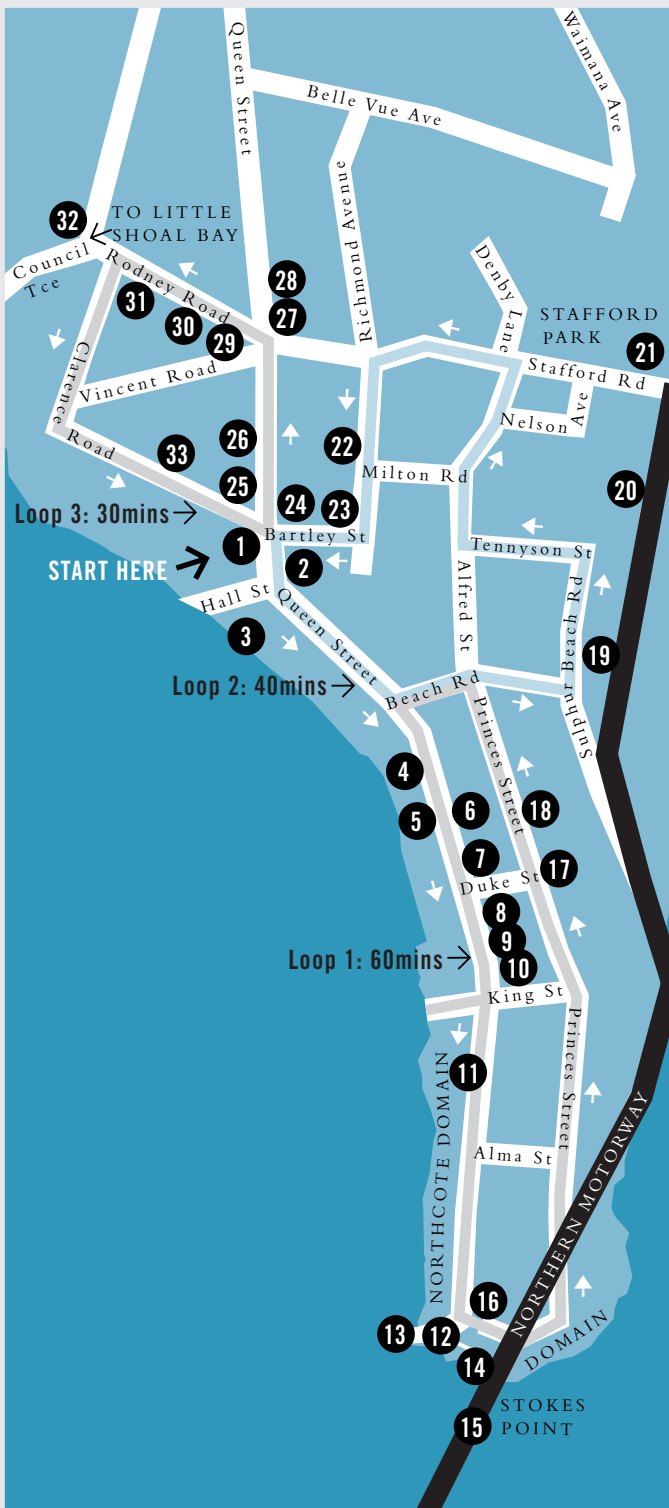 Queen Street
Waimana Ave
Belle Vue Ave
Richmond Avenue
32
TO LITTLE
SHOAL BAY
Council
Tce
Rodney Road
28
27
Denby Lane
STAFFORD
PARK
21
31
30
29
Stafford Rd
Clarence
Road
Vincent Road
Nelson Ave
26
22
33
25
Milton Rd
20
24
23
Loop 3: 30mins
Bartley St
1
START HERE
2
Tennyson St
Alfred St
Hall St
Queen Street
3
Sulphur Beach Rd
19
Loop 2: 40mins
Beach Rd
4
Princes Street
5
6
18
7
17
Duke St
8
9
Loop 1: 60mins
10
King St
11
Princes Street
NORTHCOTE DOMAIN
Alma St
NORTHERN MOTORWAY
16
13
12
14
DOMAIN
15
STOKES
POINT